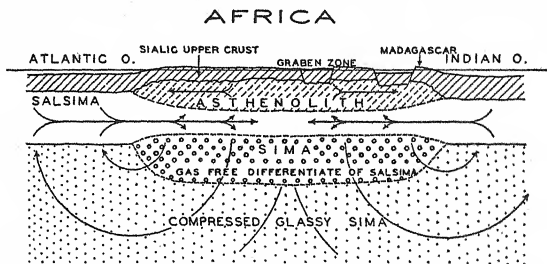 AFRICA
ATLANTIC O.
SIALIC UPPER CRUST
GRABEN ZONE
MADAGASCAR
INDIAN O.
SALSIMA
ASTHENOLITH
SIMA
GAS FREE DIFFERENTIATE OF SALSIMA
COMPRESSED GLASSY SIMA